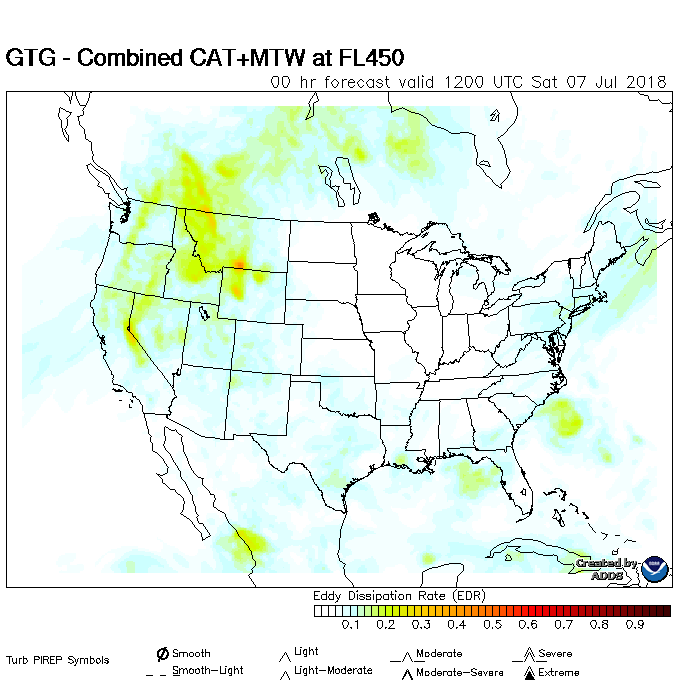 GTG - Combined CAT+MTW at FL450
00 hr forecast valid 1200 UTC Sat 07 Jul 2018
Created by
ADDS
Eddy Dissipation Rate (EDR)
0.1 0.2 0.3 0.4 0.5 0.6 0.7 0.8 0.9
Turb PIREP Symbols
Smooth Light Moderate Severe
Smooth-Light Light-Moderate Moderate-Severe Extreme